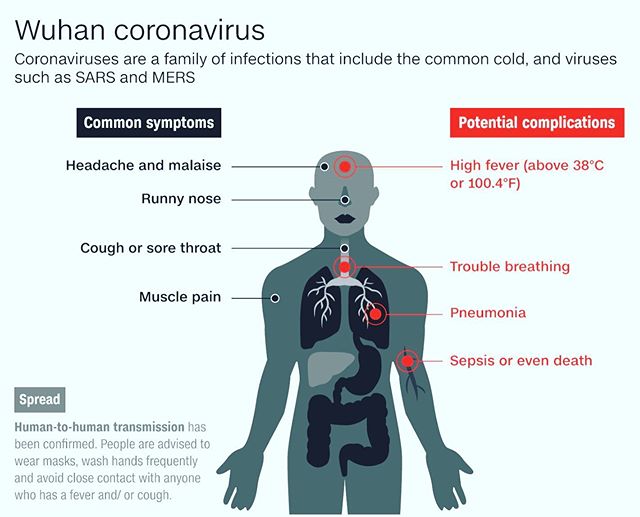 Wuhan coronavirus
Coronaviruses are a family of infections that include the common cold, and viruses
such as SARS and MERS
Common symptoms
Headache and malaise
Runny nose
Cough or sore throat
Muscle pain
Potential complications
High fever (above 38°C
or 100.4°F)
Trouble breathing
Pneumonia
Sepsis or even death
Spread
Human-to-human transmission has
been confirmed. People are advised to
wear masks, wash hands frequently
and avoid close contact with anyone
who has a fever and/ or cough.